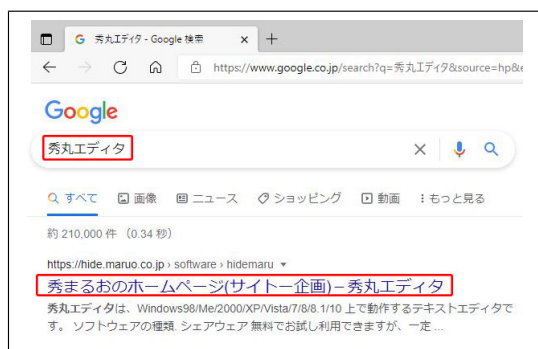 秀丸エディタ - Google 検索
https://www.google.co.jp/search?q=秀丸エディタ&source=hp&e
Google
秀丸エディタ
すべて 画像 ニュース ショッピング 動画 もっと見る
約 210,000 件 （0.34 秒）
https://hide.maruo.co.jp › software › hidemaru
秀まるおのホームページ(サイトー企画)－秀丸エディタ
秀丸エディタは、Windows98/Me/2000/XP/Vista/7/8/8.1/10 上で動作するテキストエディタで
す。 ソフトウェアの種類. シェアウェア 無料でお試し利用できますが、一定 ...